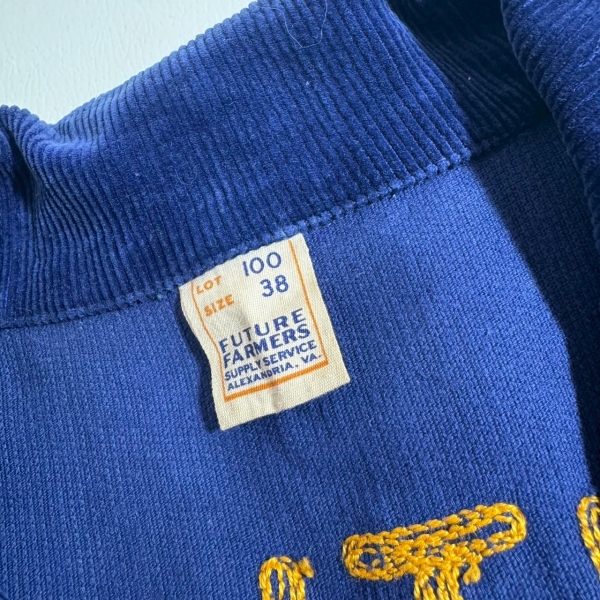 LOT 100
SIZE 38
FUTURE
FARMERS
SUPPLY SERVICE
ALEXANDRIA, VA.